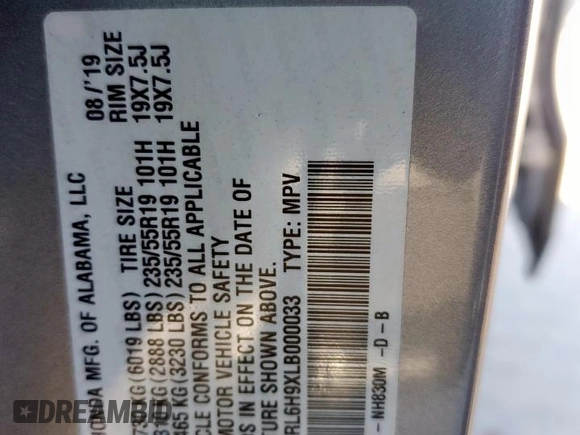 HONDA MFG. OF ALABAMA, LLC 08/'19
(6019 LBS) TIRE SIZE RIM SIZE
KG(2888 LBS) 235/55R19 101H 19X7.5J
465 KG(3230 LBS) 235/55R19 101H 19X7.5J
CONFORMS TO ALL APPLICABLE
MOTOR VEHICLE SAFETY
IN EFFECT ON THE DATE OF
SHOWN ABOVE.
RL6H9XLB000033 TYPE: MPV
- NH830M -D -B
DREAMBID